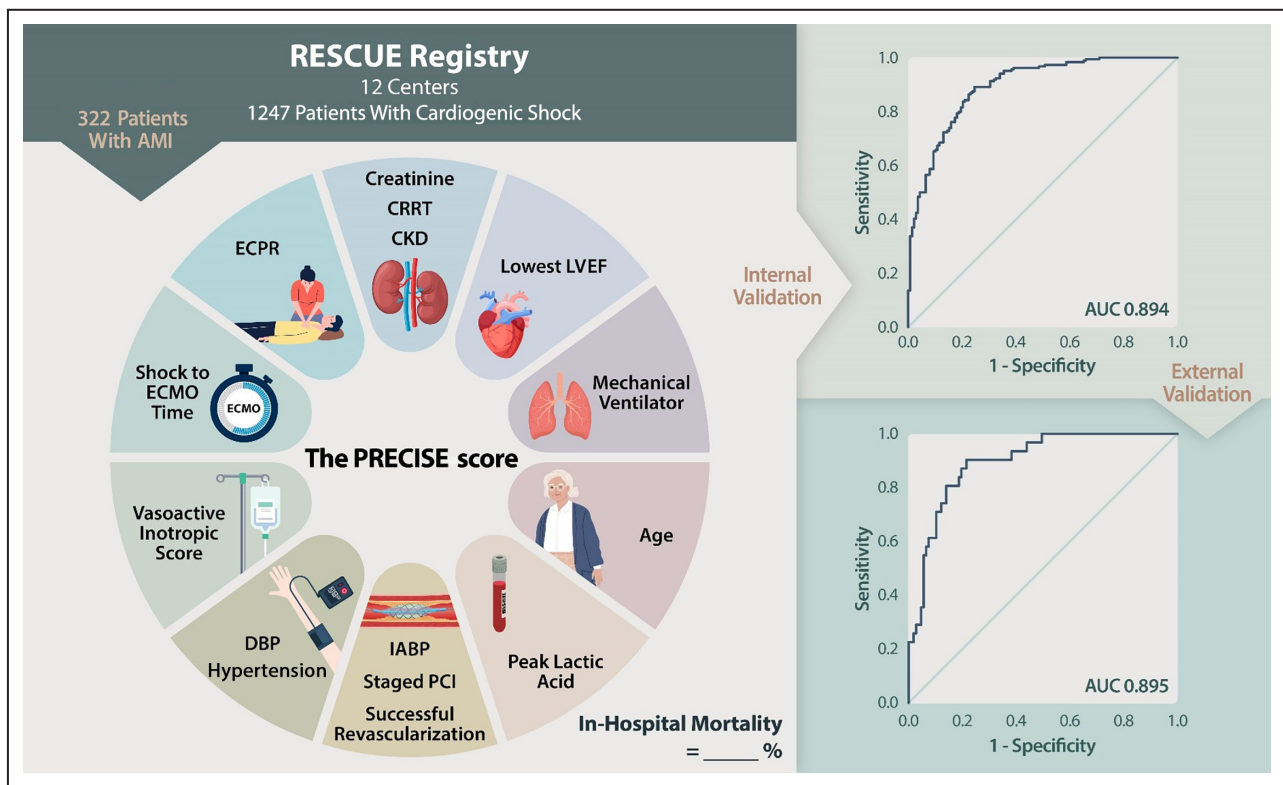 RESCUE Registry
12 Centers
1247 Patients With Cardiogenic Shock
322 Patients
With AMI
Creatinine
CRRT
CKD
Lowest LVEF
Mechanical
Ventilator
Age
Peak Lactic
Acid
IABP
Staged PCI
Successful
Revascularization
DBP
Hypertension
Vasoactive
Inotropic
Score
Shock to
ECMO
Time
ECMO
ECPR
The PRECISE score
In-Hospital Mortality
= _____ %
Internal
Validation
Sensitivity
1.0
0.8
0.6
0.4
0.2
0.0
0.0 0.2 0.4 0.6 0.8 1.0
1 - Specificity
AUC 0.894
External
Validation
Sensitivity
1.0
0.8
0.6
0.4
0.2
0.0
0.0 0.2 0.4 0.6 0.8 1.0
1 - Specificity
AUC 0.895